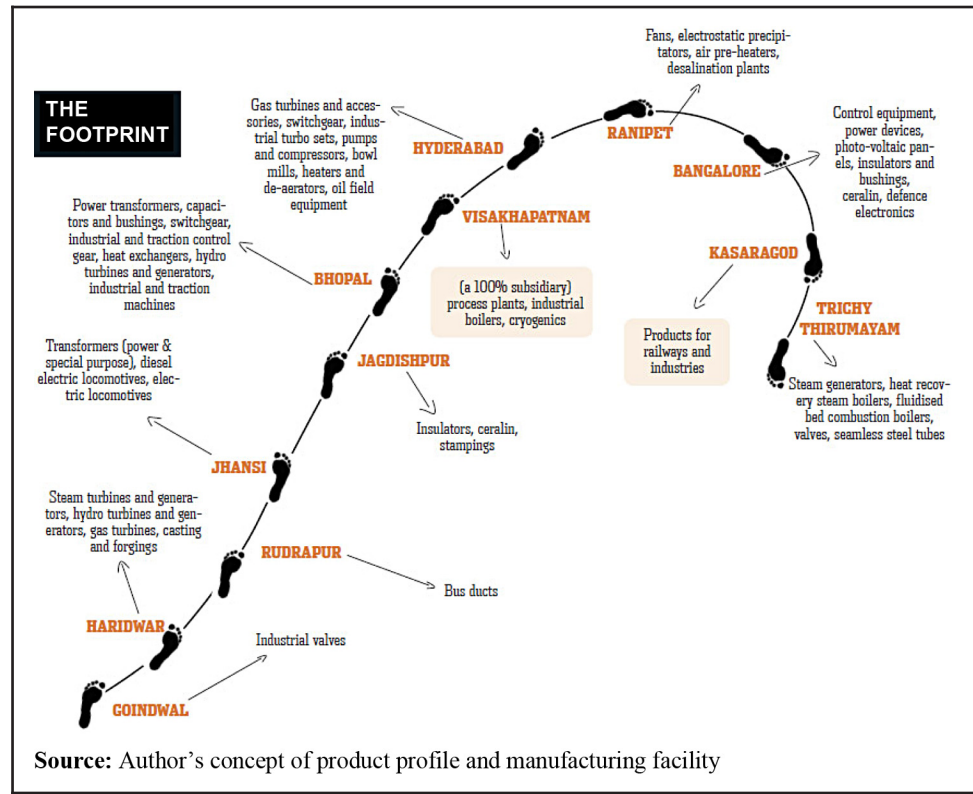 THE
FOOTPRINT
Fans, electrostatic precipi-
tators, air pre-heaters,
desalination plants
RANIPET
Gas turbines and acces-
sories, switchgear, indus-
trial turbo sets, pumps
and compressors, bowl
mills, heaters and
de-aerators, oil field
equipment
HYDERABAD
Control equipment,
power devices,
photo-voltaic pan-
els, insulators and
bushings,
ceralin, defence
electronics
BANGALORE
Power transformers, capaci-
tors and bushings, switchgear,
industrial and traction control
gear, heat exchangers, hydro
turbines and generators,
industrial and traction
machines
BHOPAL
VISAKHAPATNAM
(a 100% subsidiary)
process plants, industrial
boilers, cryogenics
KASARAGOD
Products for
railways and
industries
TRICHY
THIRUMAYAM
Steam generators, heat recov-
ery steam boilers, fluidised
bed combustion boilers,
valves, seamless steel tubes
Transformers (power &
special purpose), diesel
electric locomotives, elec-
tric locomotives
JHANSI
JAGDISHPUR
Insulators, ceralin,
stampings
Steam turbines and genera-
tors, hydro turbines and gen-
erators, gas turbines, casting
and forgings
HARIDWAR
RUDRAPUR
Bus ducts
Industrial valves
GOINDWAL
Source: Author’s concept of product profile and manufacturing facility